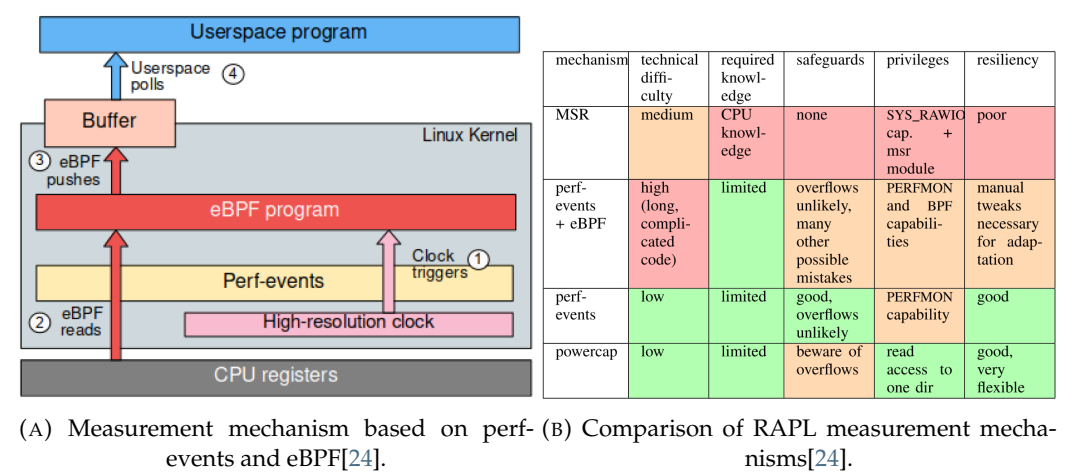 Userspace program
Userspace
polls
4
Buffer
Linux Kernel
3
eBPF
pushes
eBPF program
Clock
triggers
1
Perf-events
2
eBPF
reads
High-resolution clock
CPU registers
(A) Measurement mechanism based on perf-
events and eBPF[24].
mechanism technical required safeguards privileges resiliency
diffi- knowl-
culty edge
MSR medium CPU none SYS_RAWIO poor
knowl- cap. +
edge msr
module
perf- high limited overflows PERFMON manual
events (long, unlikely, and BPF tweaks
+ eBPF compli- many capabili- necessary
cated other ties for adap-
code) possible tation
mistakes
perf- low limited good, PERFMON good
events overflows capability
unlikely
powercap low limited beware of read good,
overflows access to very
one dir flexible
(B) Comparison of RAPL measurement mecha-
nisms[24].